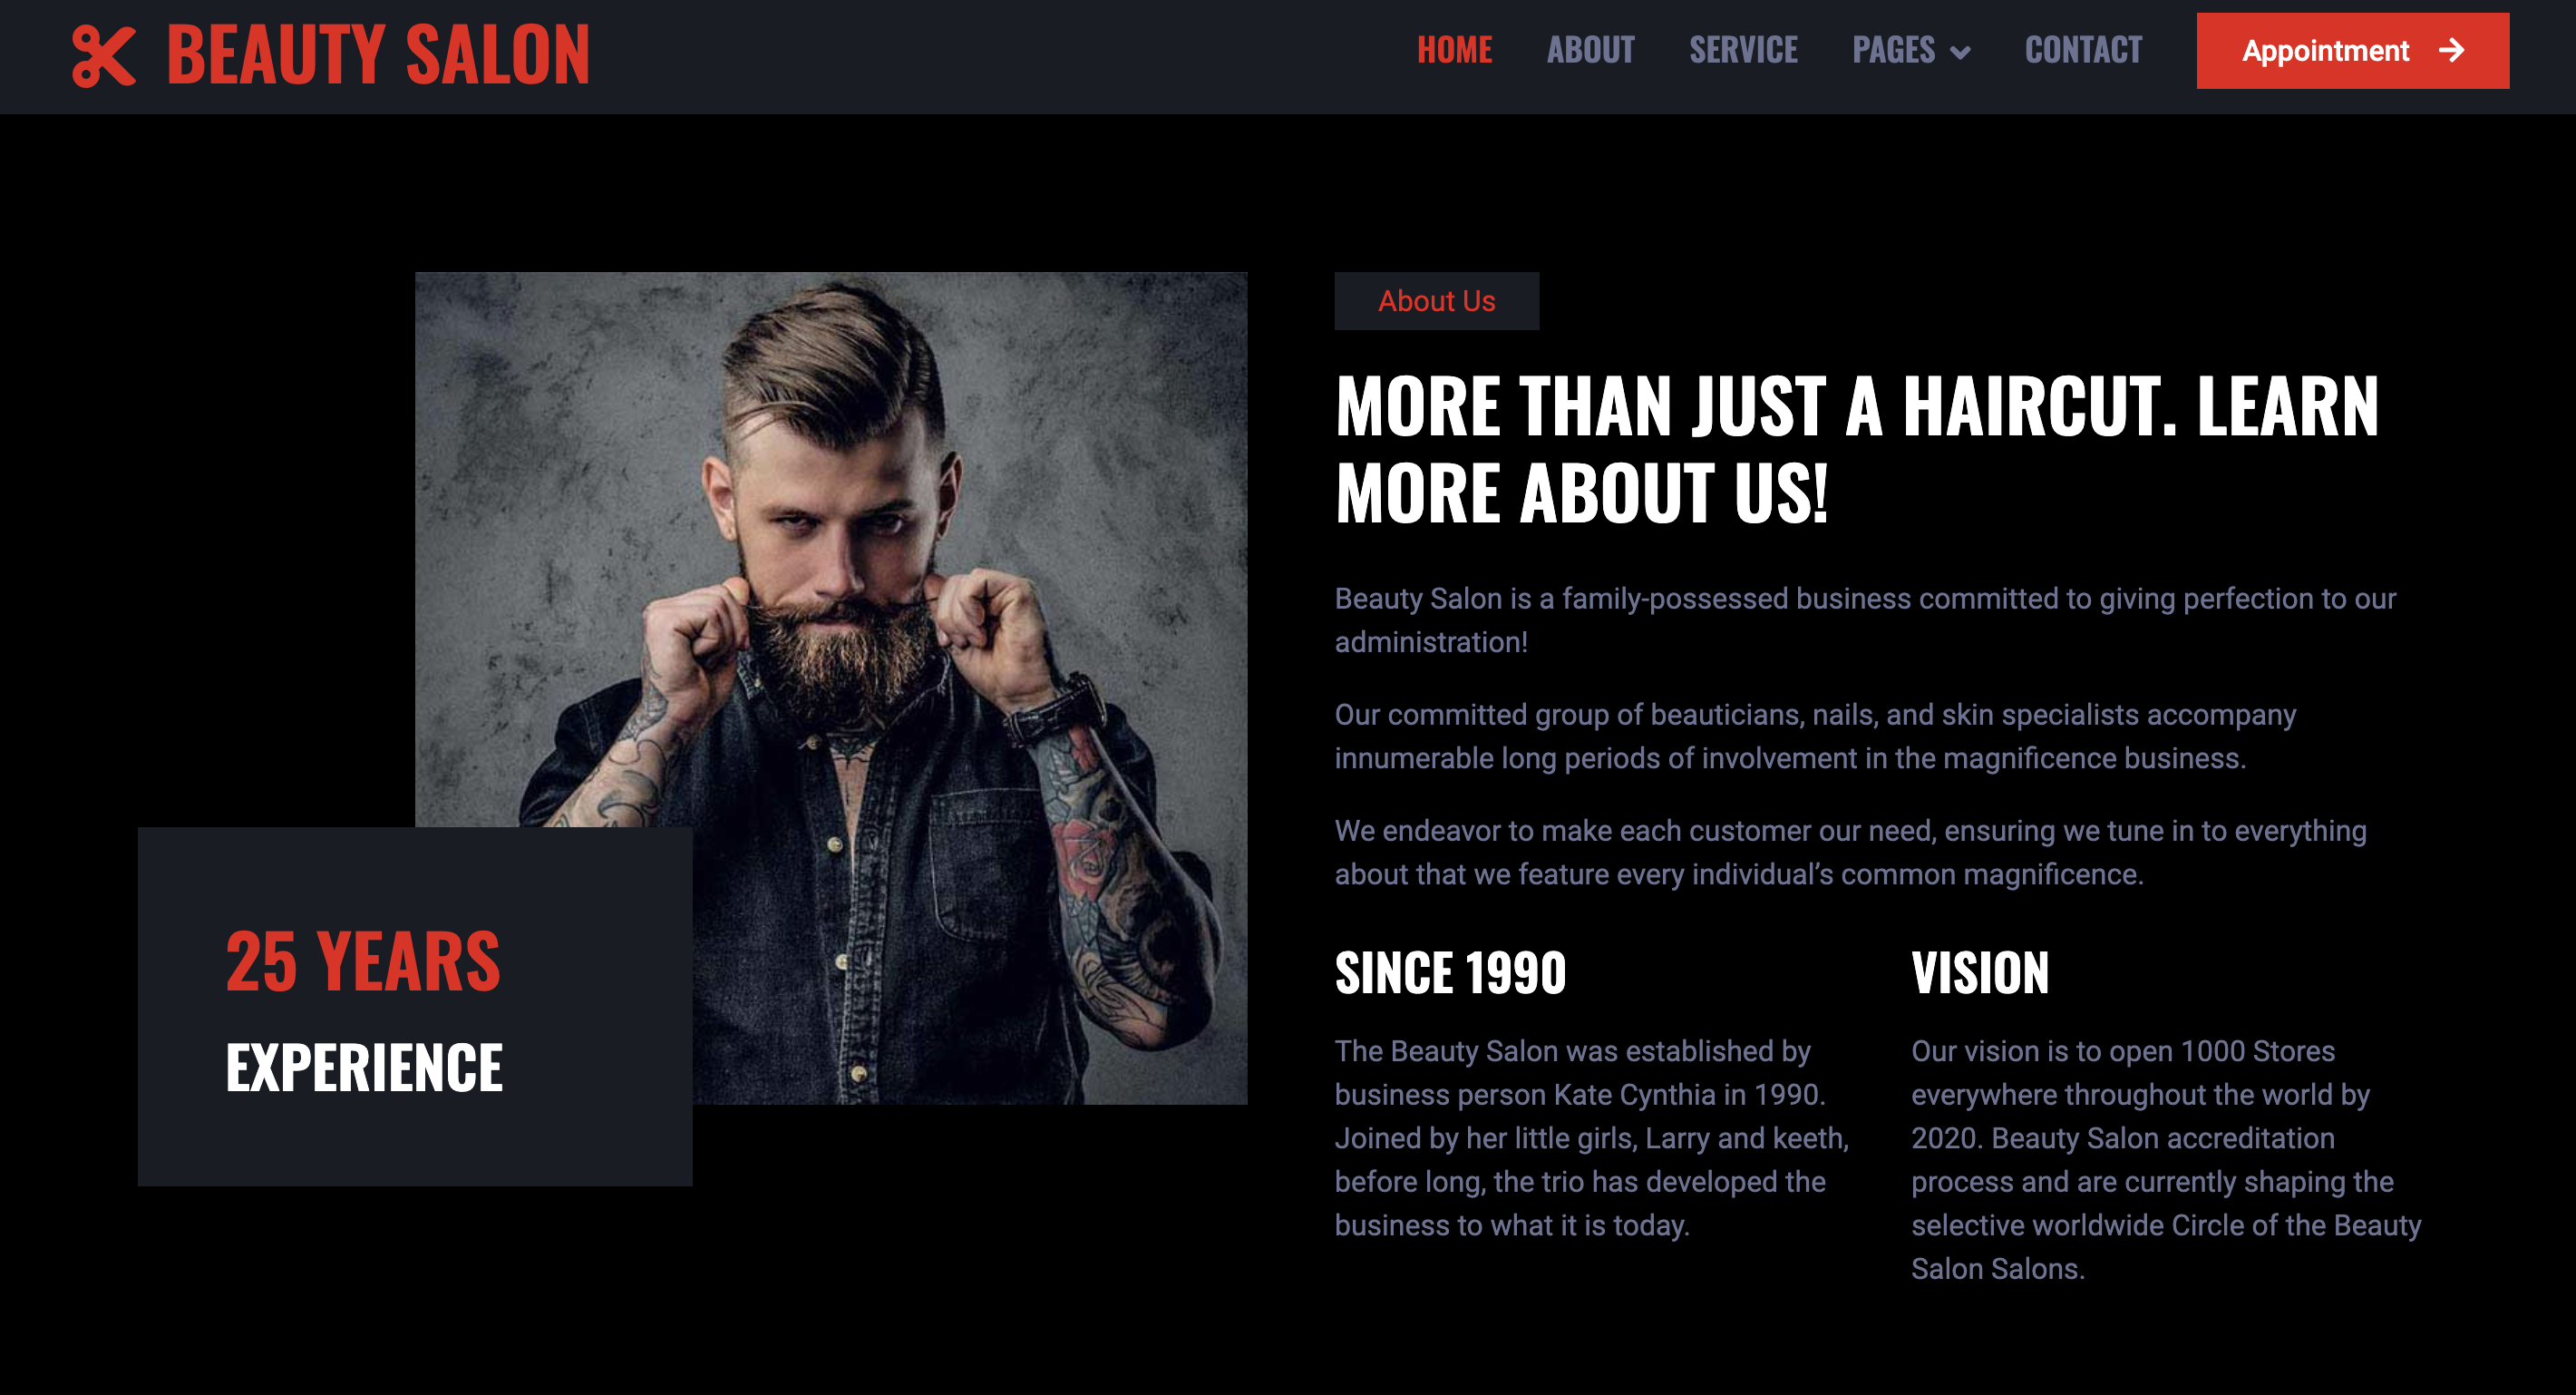 BEAUTY SALON
HOME ABOUT SERVICE PAGES CONTACT Appointment
About Us
MORE THAN JUST A HAIRCUT. LEARN
MORE ABOUT US!
Beauty Salon is a family-possessed business committed to giving perfection to our
administration!
Our committed group of beauticians, nails, and skin specialists accompany
innumerable long periods of involvement in the magnificence business.
We endeavor to make each customer our need, ensuring we tune in to everything
about that we feature every individual’s common magnificence.
25 YEARS
EXPERIENCE
SINCE 1990
The Beauty Salon was established by
business person Kate Cynthia in 1990.
Joined by her little girls, Larry and keeth,
before long, the trio has developed the
business to what it is today.
VISION
Our vision is to open 1000 Stores
everywhere throughout the world by
2020. Beauty Salon accreditation
process and are currently shaping the
selective worldwide Circle of the Beauty
Salon Salons.